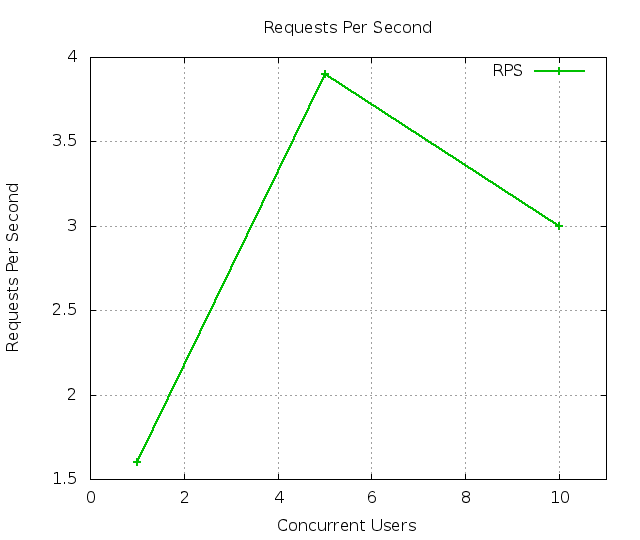 Requests Per Second
RPS
Requests Per Second
4
3.5
3
2.5
2
1.5
0 2 4 6 8 10
Concurrent Users